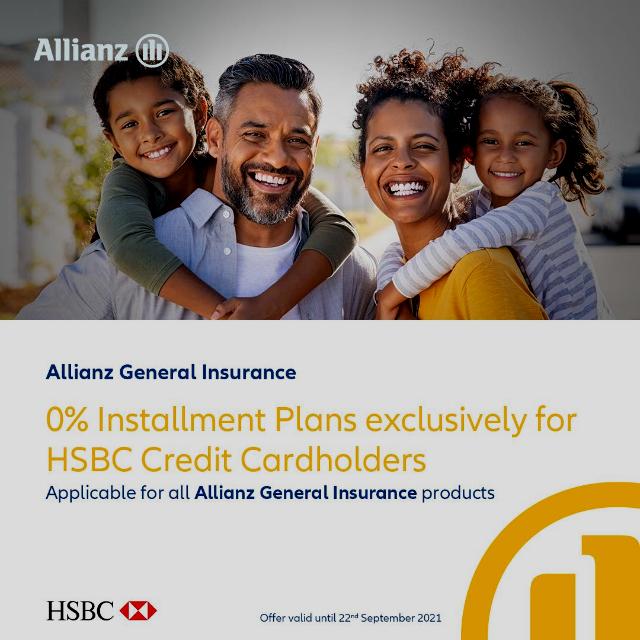 Allianz
Allianz General Insurance
0% Installment Plans exclusively for
HSBC Credit Cardholders
Applicable for all Allianz General Insurance products
HSBC
Offer valid until 22nd September 2021